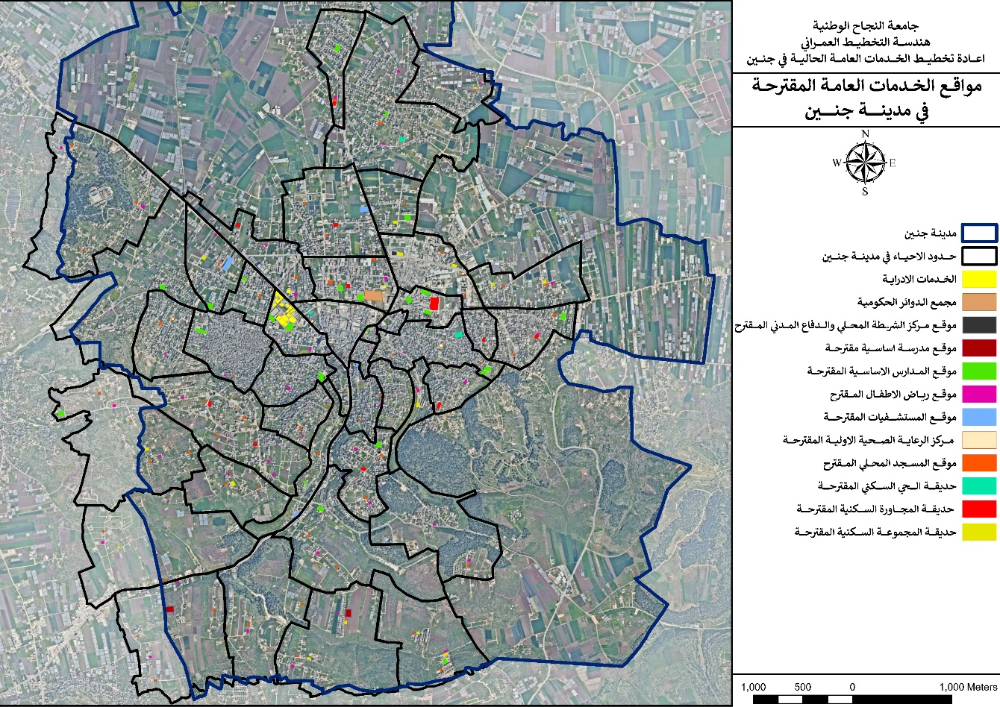 جامعة النجاح الوطنية
هندسة التخطيط العمراني
اعادة تخطيط الخدمات العامة الحالية في جنين
مواقع الخدمات العامة المقترحة
في مدينة جنين
N
W E
S
مدينة جنين
حدود الاحياء في مدينة جنين
الخدمات الادراية
مجمع الدوائر الحكومية
موقع مركز الشرطة المحلي والدفاع المدني المقترح
موقع مدرسة اساسية مقترحة
موقع المدارس الاساسية المقترحة
موقع رياض الاطفال المقترح
موقع المستشفيات المقترحة
مركز الرعاية الصحية الاولية المقترحة
موقع المسجد المحلي المقترح
حديقة الحي السكني المقترحة
حديقة المجاورة السكنية المقترحة
حديقة المجموعة السكنية المقترحة
1,000 500 0 1,000 Meters